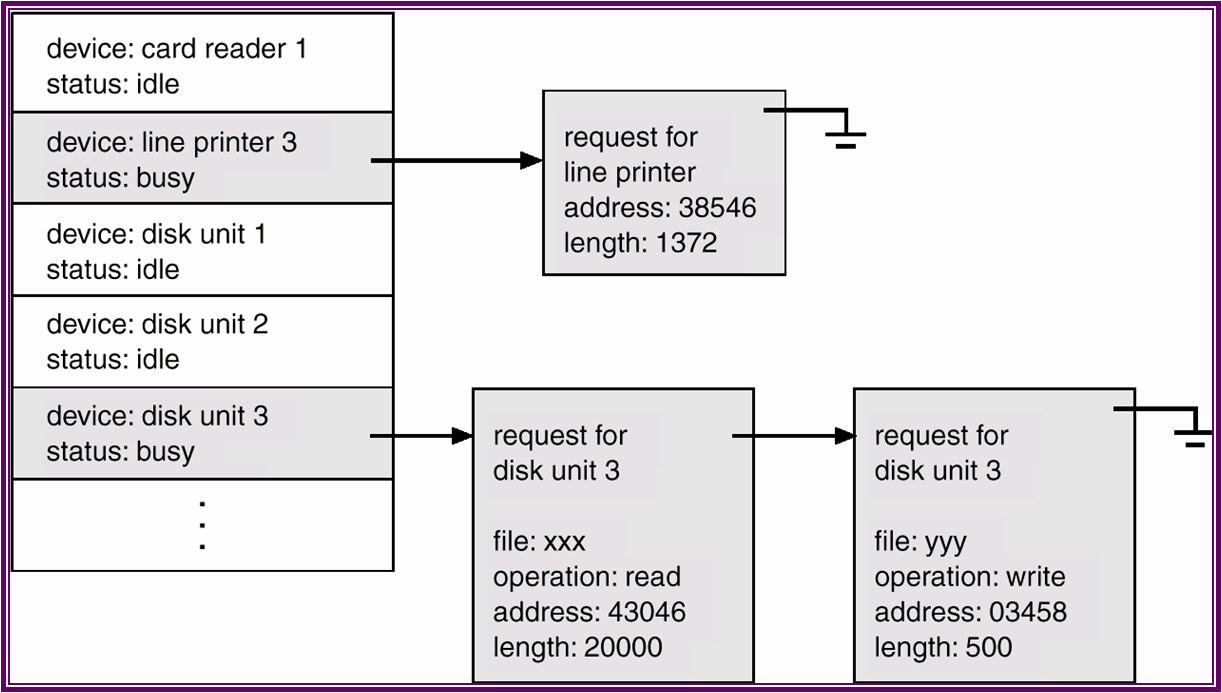 device: card reader 1
status: idle
device: line printer 3
status: busy
device: disk unit 1
status: idle
device: disk unit 2
status: idle
device: disk unit 3
status: busy
request for
line printer
address: 38546
length: 1372
request for
disk unit 3
file: xxx
operation: read
address: 43046
length: 20000
request for
disk unit 3
file: yyy
operation: write
address: 03458
length: 500